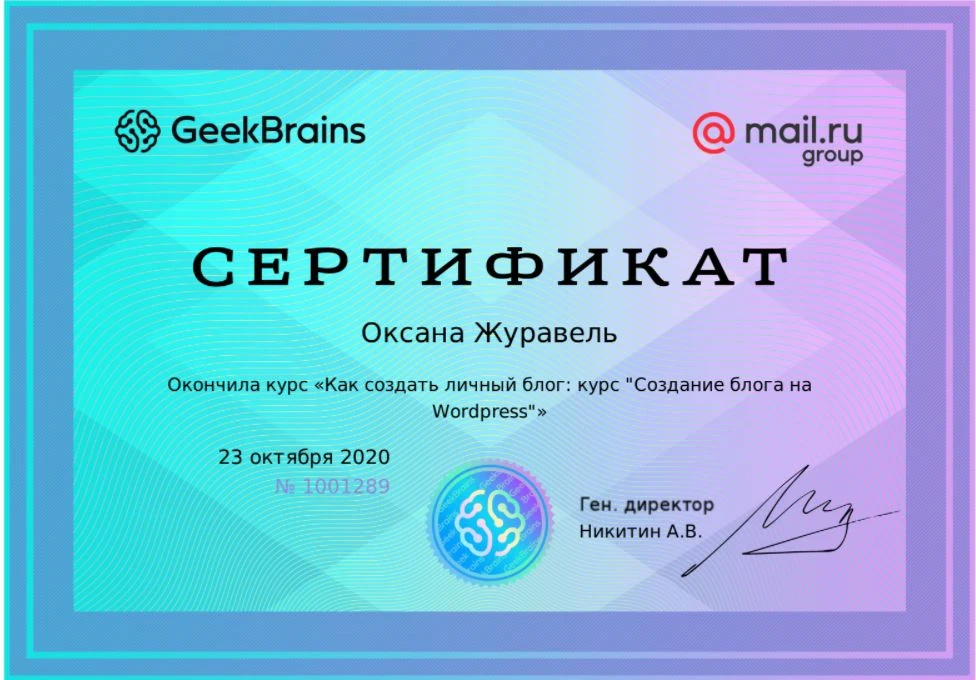 GeekBrains
mail.ru
group
СЕРТИФИКАТ
Оксана Журавель
Окончила курс «Как создать личный блог: курс "Создание блога на
Wordpress"»
23 октября 2020
№ 1001289
Ген. директор
Никитин А.В.